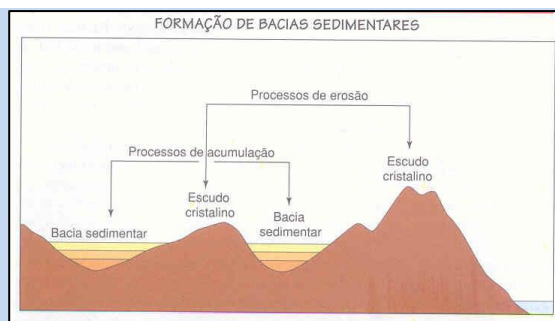 FORMAÇÃO DE BACIAS SEDIMENTARES
Processos de erosão
Processos de acumulação
Escudo
cristalino
Escudo
cristalino
Bacia sedimentar
Bacia
sedimentar